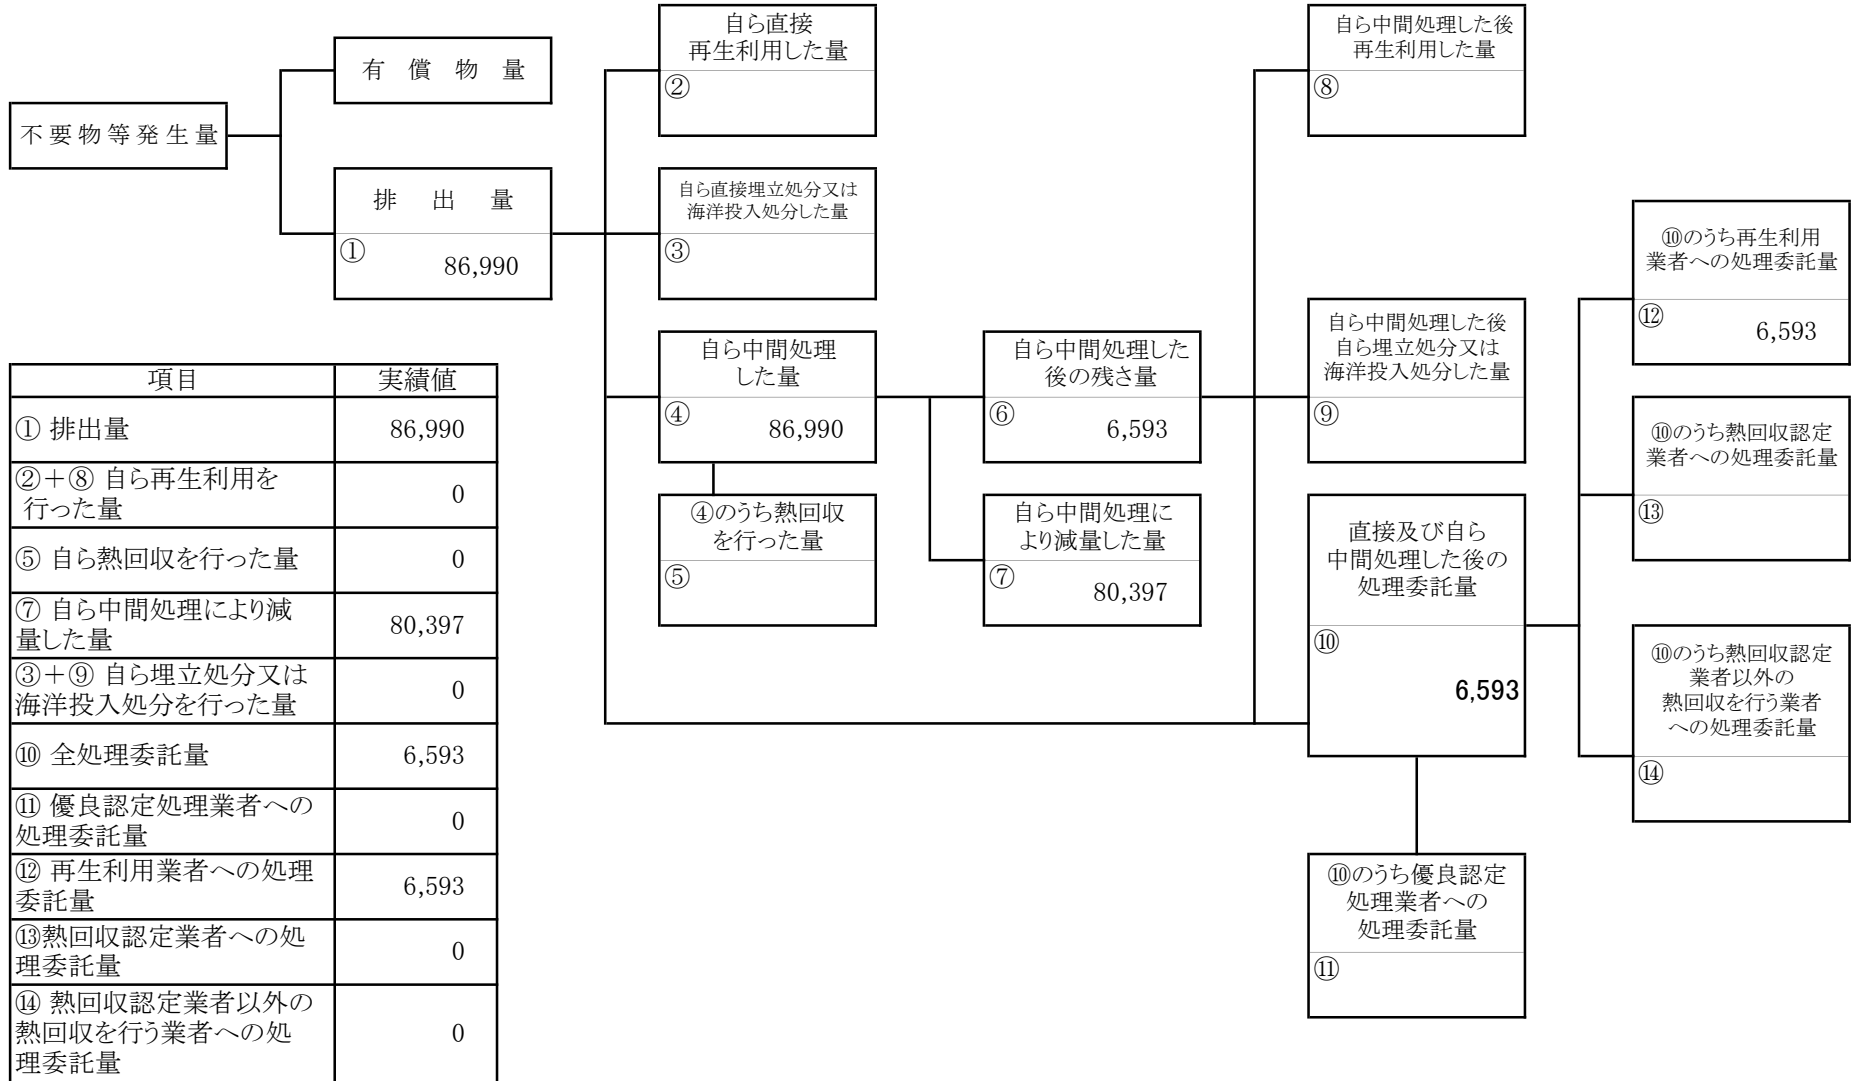 不要物等発生量
有　償　物　量
排　出　量
①
86,990
自ら直接
再生利用した量
②
自ら直接埋立処分又は
海洋投入処分した量
③
自ら中間処理
した量
④
86,990
④のうち熱回収
を行った量
⑤
自ら中間処理した
後の残さ量
⑥
6,593
自ら中間処理に
より減量した量
⑦
80,397
自ら中間処理した後
再生利用した量
⑧
自ら中間処理した後
自ら埋立処分又は
海洋投入処分した量
⑨
直接及び自ら
中間処理した後の
処理委託量
⑩
6,593
⑩のうち優良認定
処理業者への
処理委託量
⑪
⑩のうち再生利用
業者への処理委託量
⑫
6,593
⑩のうち熱回収認定
業者への処理委託量
⑬
⑩のうち熱回収認定
業者以外の
熱回収を行う業者
への処理委託量
⑭
項目 実績値
① 排出量 86,990
②＋⑧ 自ら再生利用を
行った量 0
⑤ 自ら熱回収を行った量 0
⑦ 自ら中間処理により減
量した量 80,397
③＋⑨ 自ら埋立処分又は
海洋投入処分を行った量 0
⑩ 全処理委託量 6,593
⑪ 優良認定処理業者への
処理委託量 0
⑫ 再生利用業者への処理
委託量 6,593
⑬熱回収認定業者への処
理委託量 0
⑭ 熱回収認定業者以外の
熱回収を行う業者への処
理委託量 0